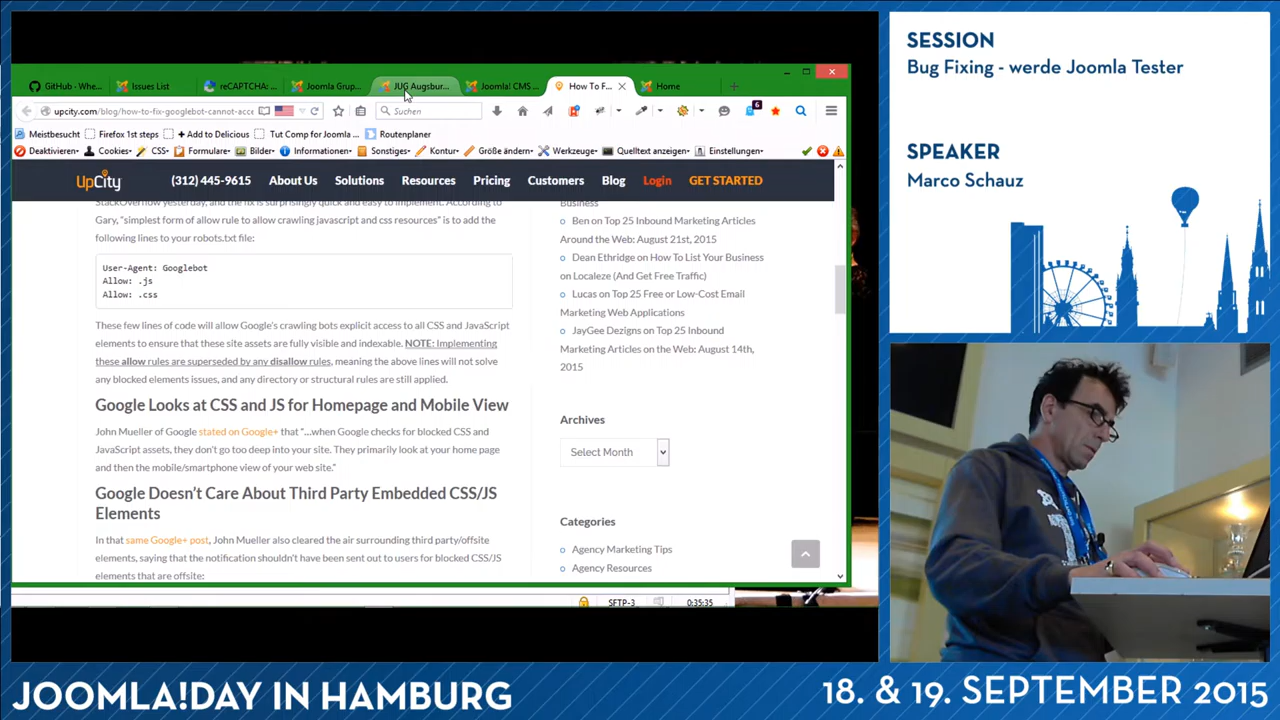 GitHub - Whe...
Issues List
reCAPTCHA: ...
Joomla Grup...
JUG Augsbur...
Joomla! CMS ...
How To F...
Home
upcity.com/blog/how-to-fix-googlebot-cannot-acce
Suchen
6
Meistbesucht
Firefox 1st steps
+ Add to Delicious
Tut Comp for Joomla ...
Routenplaner
Deaktivieren
Cookies
CSS
Formulare
Bilder
Informationen
Sonstiges
Kontur
Größe ändern
Werkzeuge
Quelltext anzeigen
Einstellungen
UpCity
(312) 445-9615
About Us
Solutions
Resources
Pricing
Customers
Blog
Login
GET STARTED
StackOverflow yesterday, and the fix is surprisingly quick and easy to implement. According to
Gary, "simplest form of allow rule to allow crawling javascript and css resources" is to add the
following lines to your robots.txt file:
User-Agent: Googlebot
Allow: .js
Allow: .css
These few lines of code will allow Google's crawling bots explicit access to all CSS and JavaScript
elements to ensure that these site assets are fully visible and indexable. NOTE: Implementing
these allow rules are superseded by any disallow rules, meaning the above lines will not solve
any blocked elements issues, and any directory or structural rules are still applied.
Google Looks at CSS and JS for Homepage and Mobile View
John Mueller of Google stated on Google+ that "...when Google checks for blocked CSS and
JavaScript assets, they don't go too deep into your site. They primarily look at your home page
and then the mobile/smartphone view of your web site."
Google Doesn't Care About Third Party Embedded CSS/JS
Elements
In that same Google+ post, John Mueller also cleared the air surrounding third party/offsite
elements, saying that the notification shouldn't have been sent to users for blocked CSS/JS
elements that are offsite:
Business
Ben on Top 25 Inbound Marketing Articles
Around the Web: August 21st, 2015
Dean Ethridge on How To List Your Business
on Localeze (And Get Free Traffic)
Lucas on Top 25 Free or Low-Cost Email
Marketing Web Applications
JayGee Dezigns on Top 25 Inbound
Marketing Articles on the Web: August 14th,
2015
Archives
Select Month
Categories
Agency Marketing Tips
Agency Resources
SFTP-3
0:35:35
SESSION
Bug Fixing - werde Joomla Tester
SPEAKER
Marco Schauz
JOOMLA!DAY IN HAMBURG
18. & 19. SEPTEMBER 2015